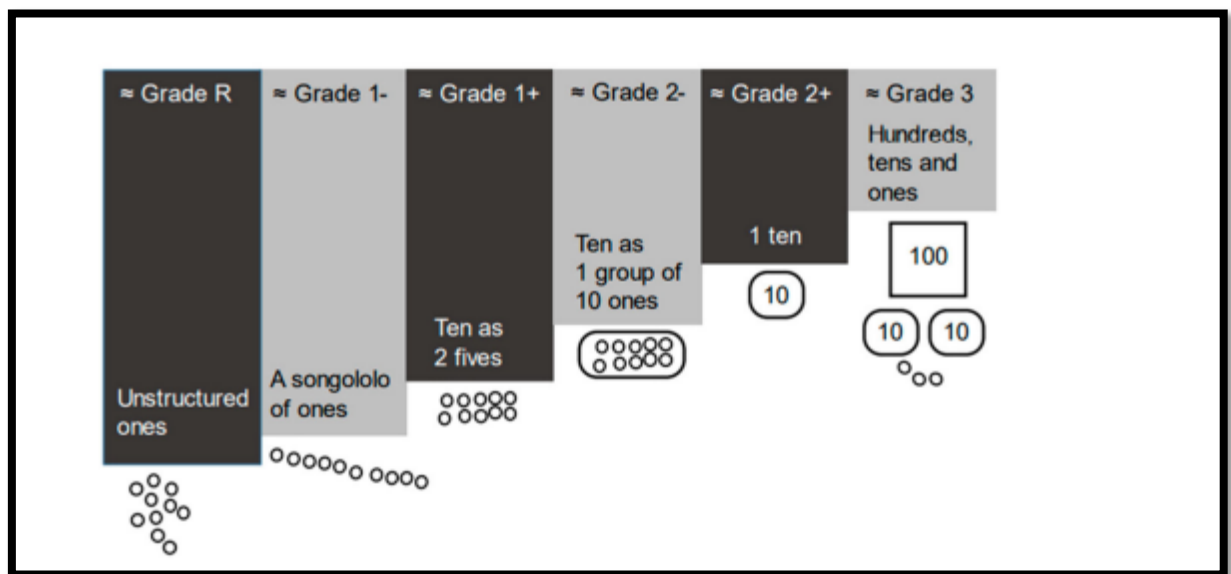 ≈ Grade R
Unstructured
ones
≈ Grade 1-
A songololo
of ones
≈ Grade 1+
Ten as
2 fives
≈ Grade 2-
Ten as
1 group of
10 ones
≈ Grade 2+
1 ten
10
≈ Grade 3
Hundreds,
tens and
ones
100
10 10